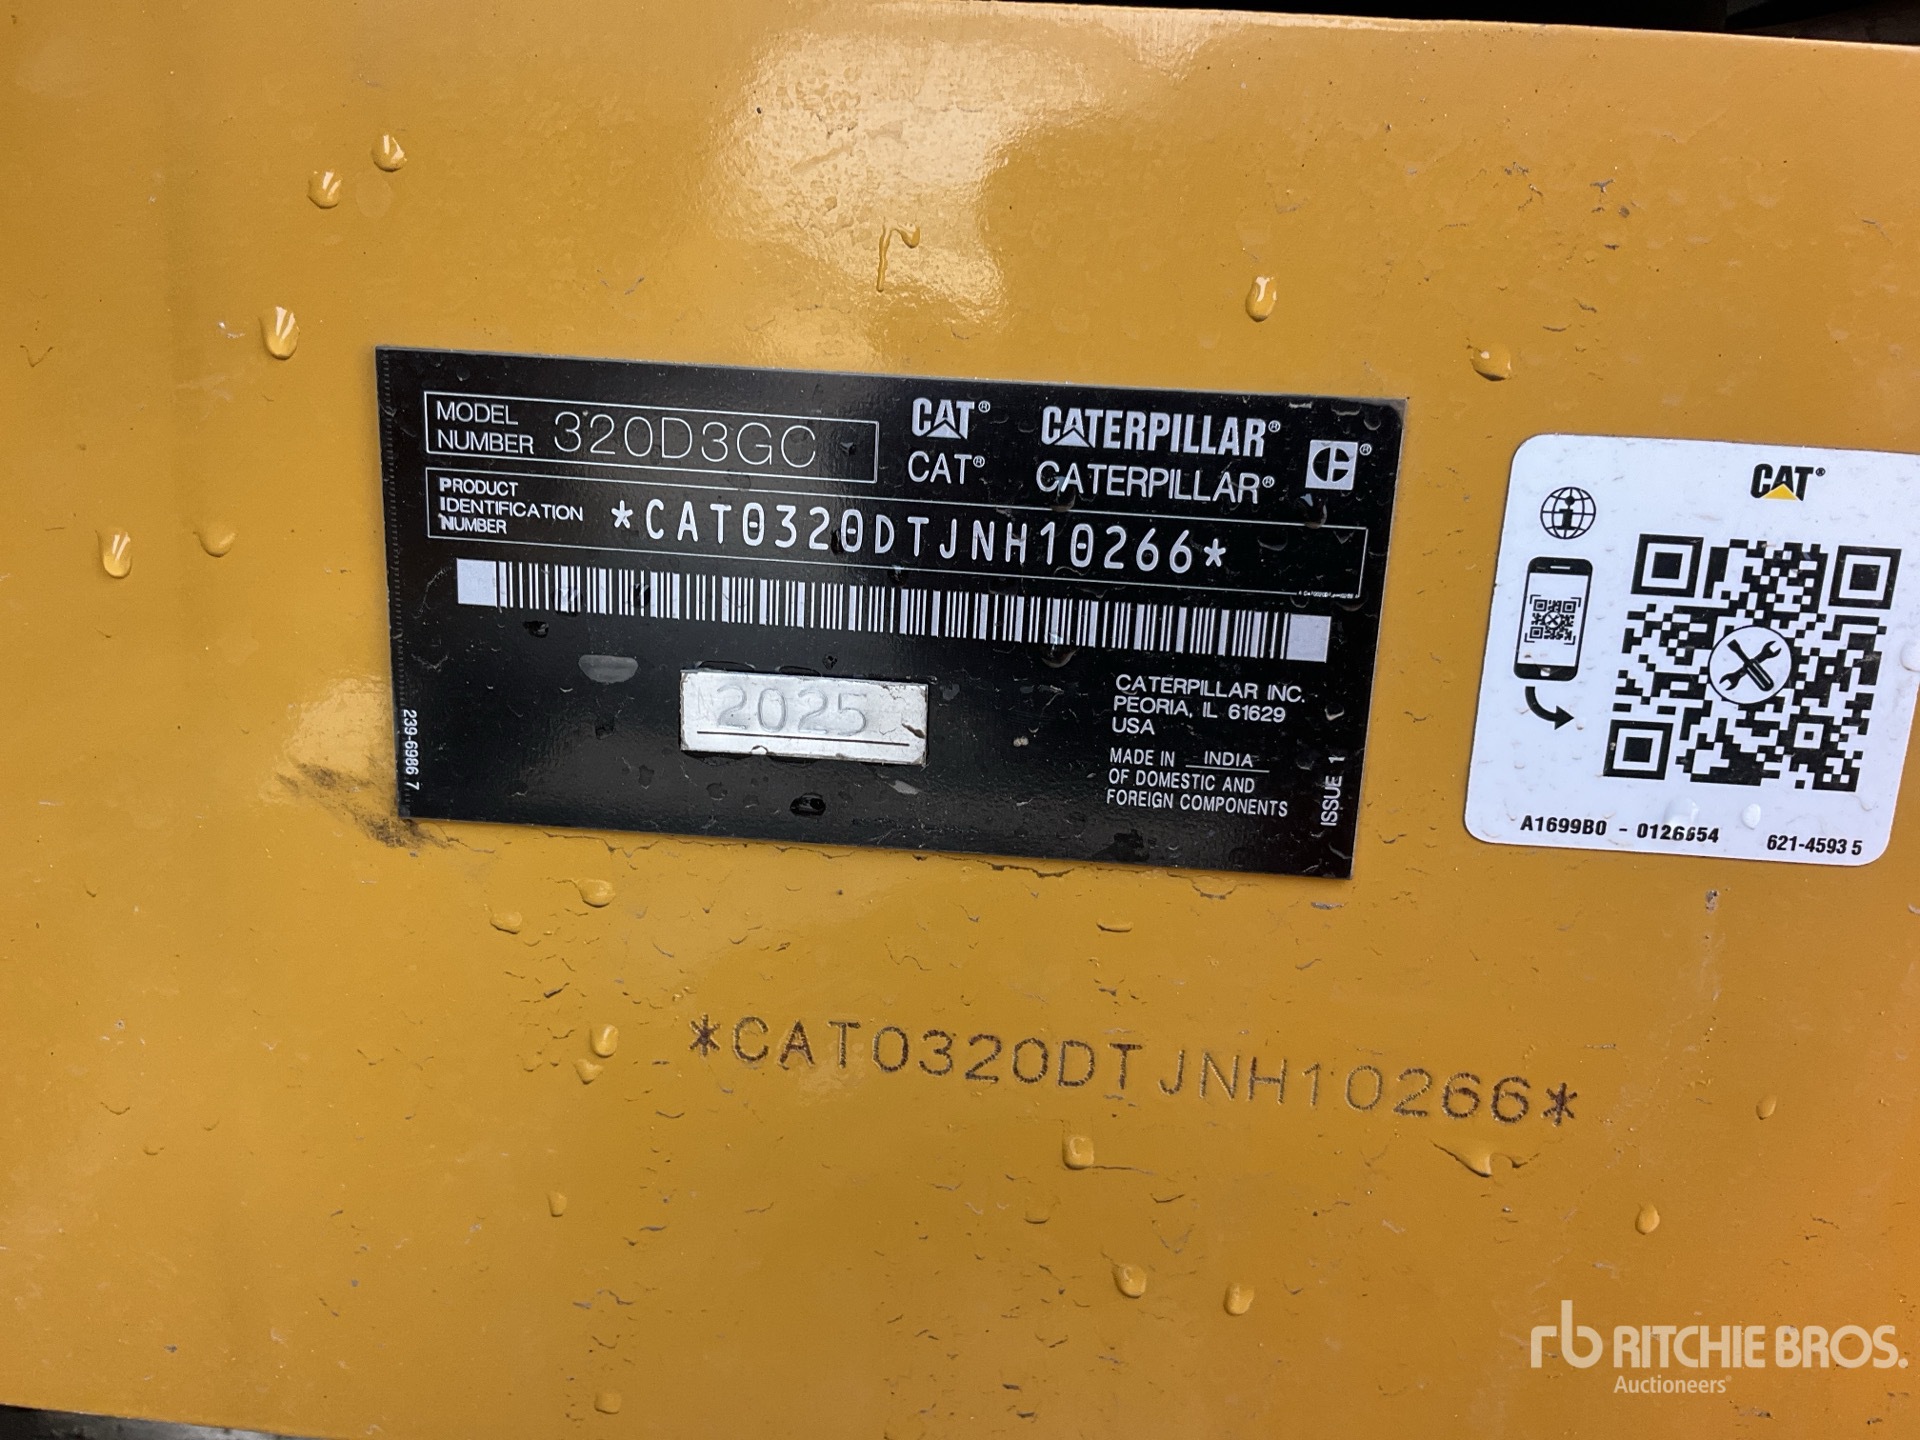 MODEL NUMBER 320D3GC
CAT® CATERPILLAR®
CAT® CATERPILLAR®
PRODUCT IDENTIFICATION NUMBER *CAT0320DTJNH10266*
2025
CATERPILLAR INC.
PEORIA, IL 61629
USA
MADE IN INDIA
OF DOMESTIC AND
FOREIGN COMPONENTS
ISSUE 1
239-6986 7
CAT®
A1699B0 - 0126554 621-4593 5
*CAT0320DTJNH10266*
rb RITCHIE BROS.
Auctioneers